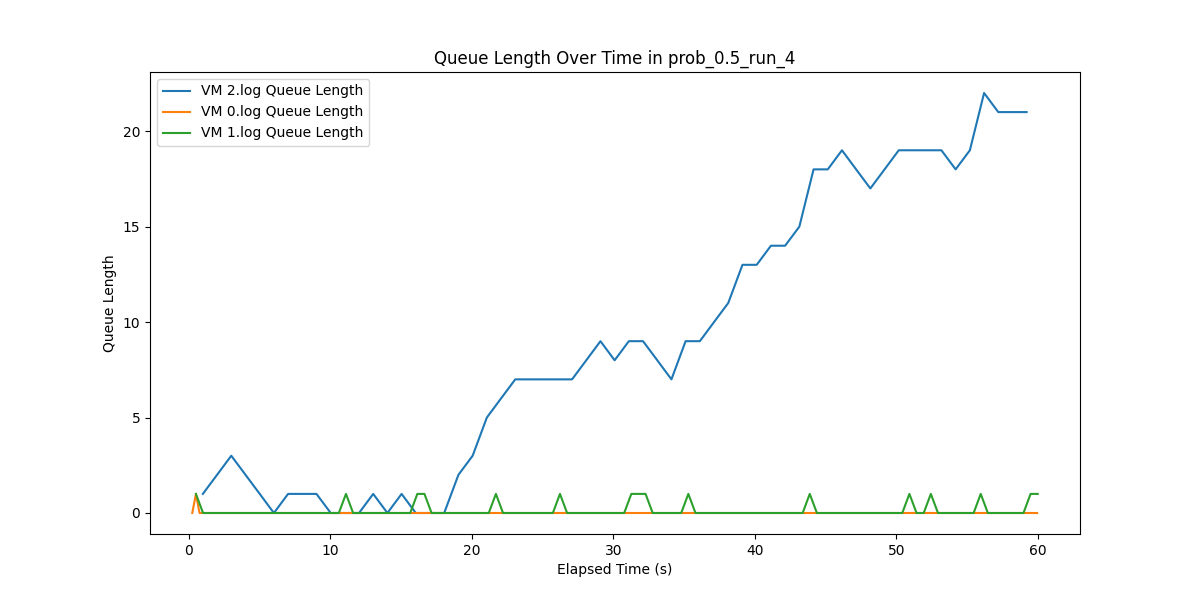 Queue Length Over Time in prob_0.5_run_4
VM 2.log Queue Length
VM 0.log Queue Length
VM 1.log Queue Length
20
15
10
5
0
Queue Length
0 10 20 30 40 50 60
Elapsed Time (s)